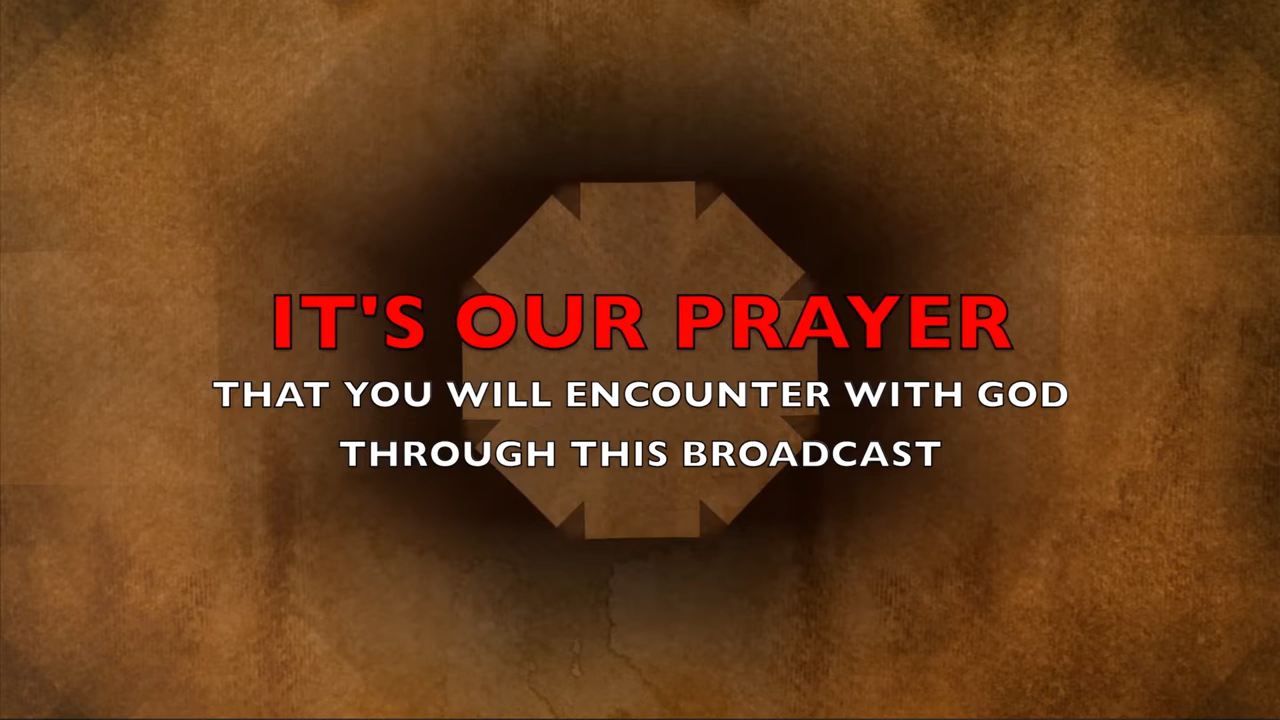 IT'S OUR PRAYER
THAT YOU WILL ENCOUNTER WITH GOD
THROUGH THIS BROADCAST